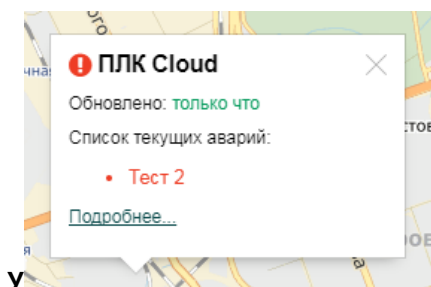 ПЛК Cloud
Обновлено: только что
Список текущих аварий:
Тест 2
Подробнее...
У